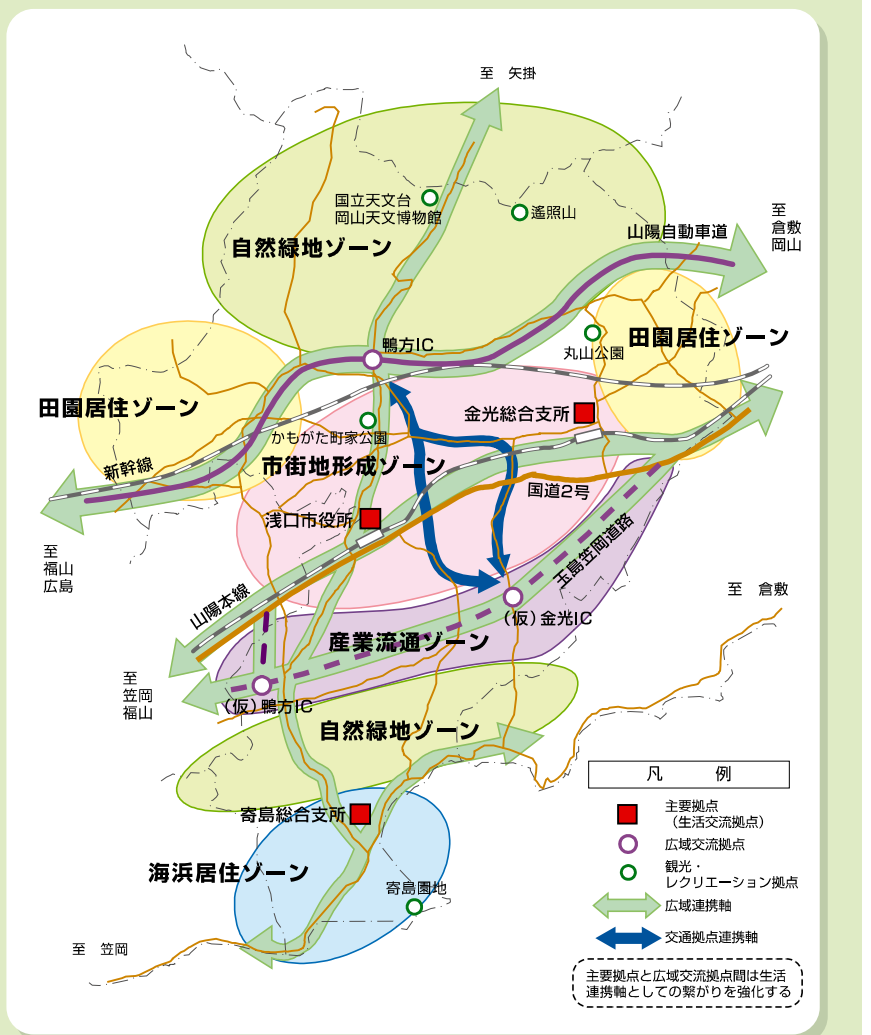 至　矢掛
国立天文台
岡山天文博物館
遙照山
自然緑地ゾーン
山陽自動車道
至
倉敷
岡山
鴨方IC
丸山公園
田園居住ゾーン
田園居住ゾーン
金光総合支所
かもがた町家公園
市街地形成ゾーン
新幹線
国道2号
浅口市役所
至
福山
広島
玉島笠岡道路
山陽本線
至　倉敷
（仮）金光IC
産業流通ゾーン
至
笠岡
福山
（仮）鴨方IC
自然緑地ゾーン
寄島総合支所
海浜居住ゾーン
寄島園地
至　笠岡
凡　例
主要拠点
（生活交流拠点）
広域交流拠点
観光・
レクリエーション拠点
広域連携軸
交通拠点連携軸
主要拠点と広域交流拠点間は生活
連携軸としての繋がりを強化する